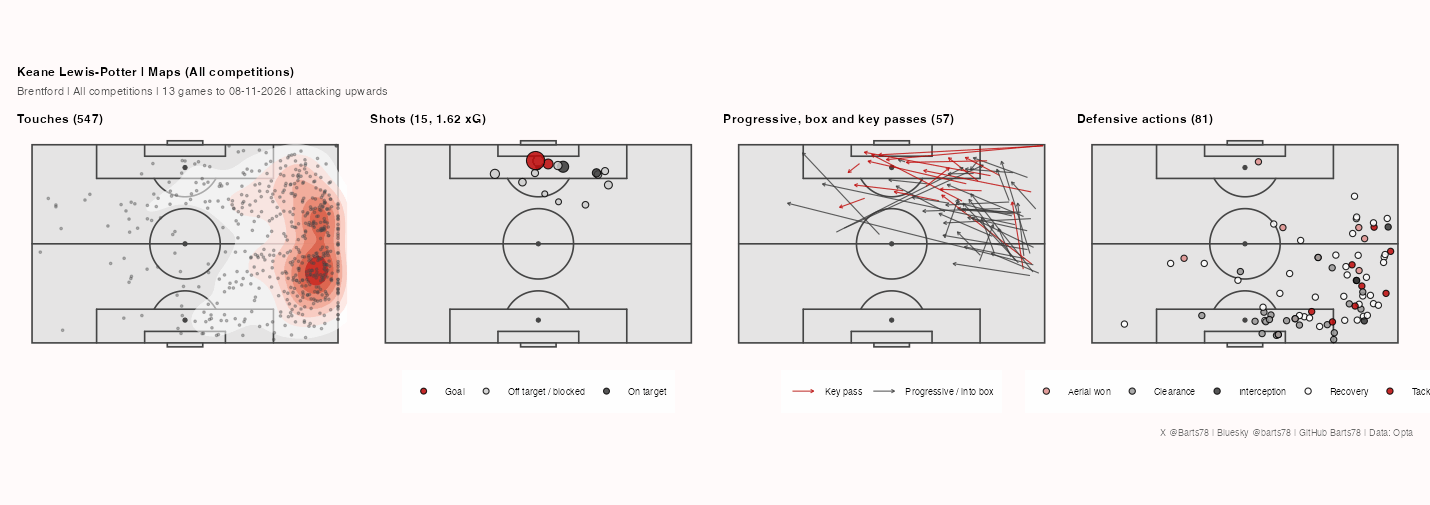 Keane Lewis-Potter | Maps (All competitions)
Brentford | All competitions | 13 games to 08-11-2026 | attacking upwards
Touches (547)
Shots (15, 1.62 xG)
Progressive, box and key passes (57)
Defensive actions (81)
Goal
Off target / blocked
On target
Key pass
Progressive / into box
Aerial won
Clearance
Interception
Recovery
Tack
X @Barts78 | Bluesky @barts78 | GitHub Barts78 | Data: Opta